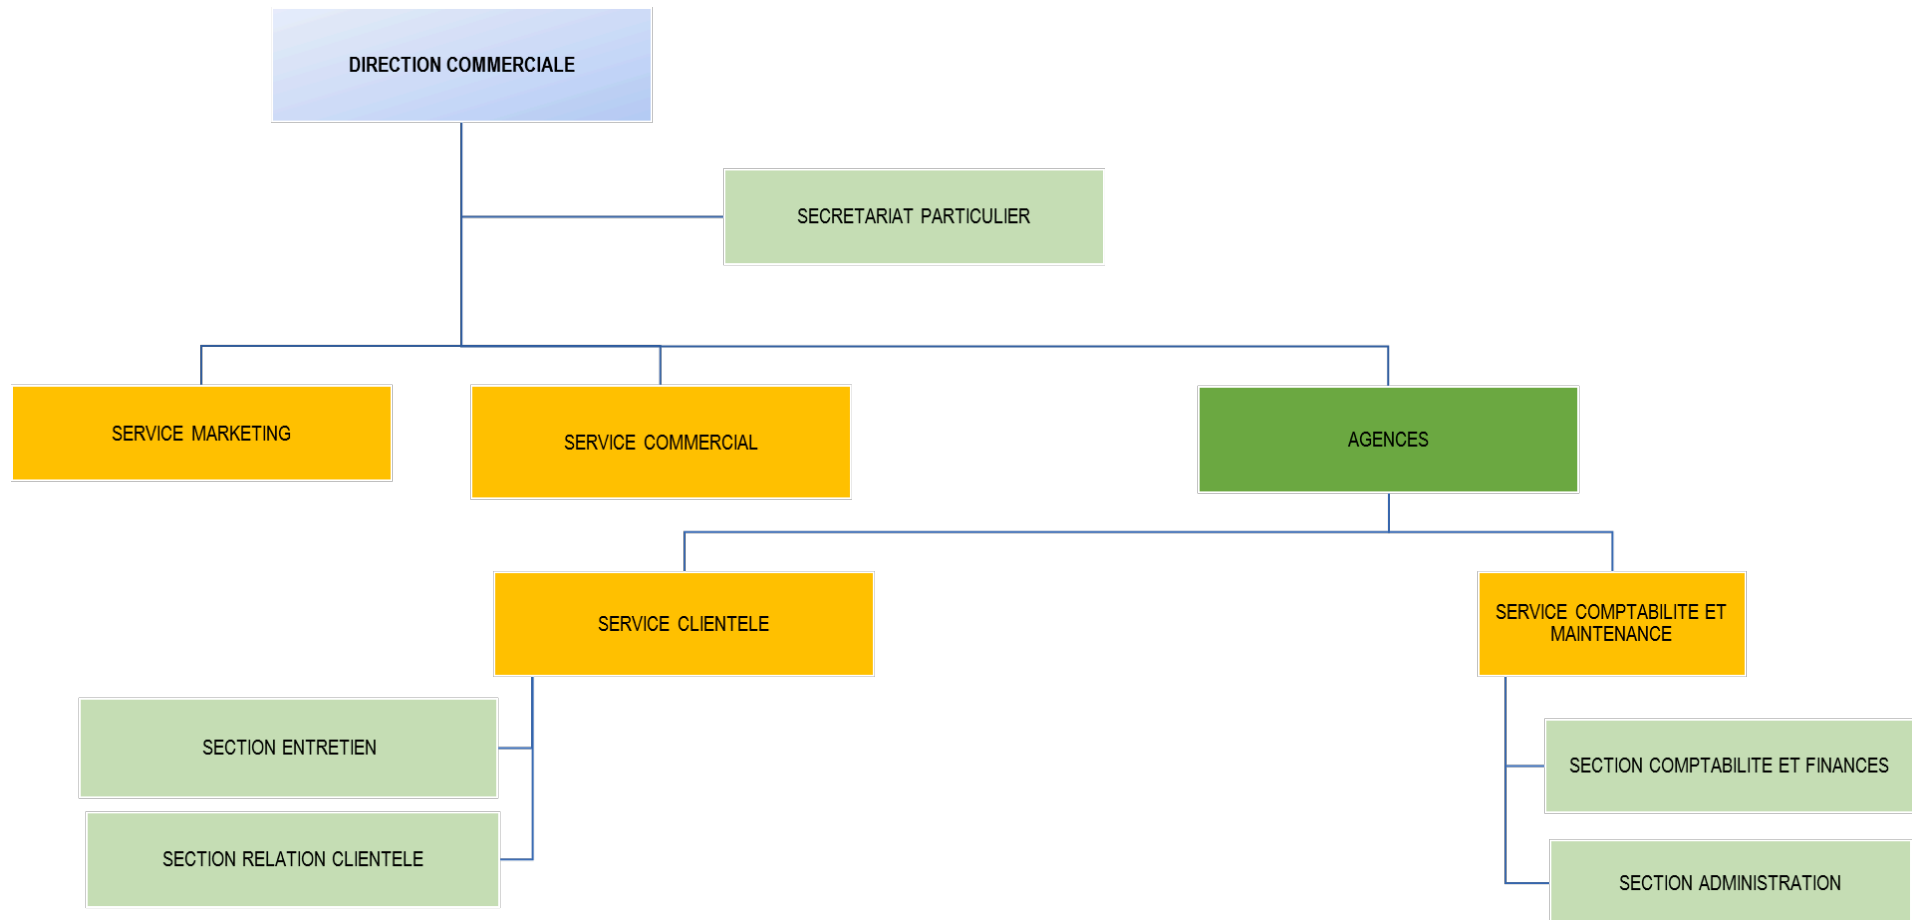 DIRECTION COMMERCIALE
SECRETARIAT PARTICULIER
SERVICE MARKETING
SERVICE COMMERCIAL
AGENCES
SERVICE CLIENTELE
SERVICE COMPTABILITE ET
MAINTENANCE
SECTION ENTRETIEN
SECTION COMPTABILITE ET FINANCES
SECTION RELATION CLIENTELE
SECTION ADMINISTRATION